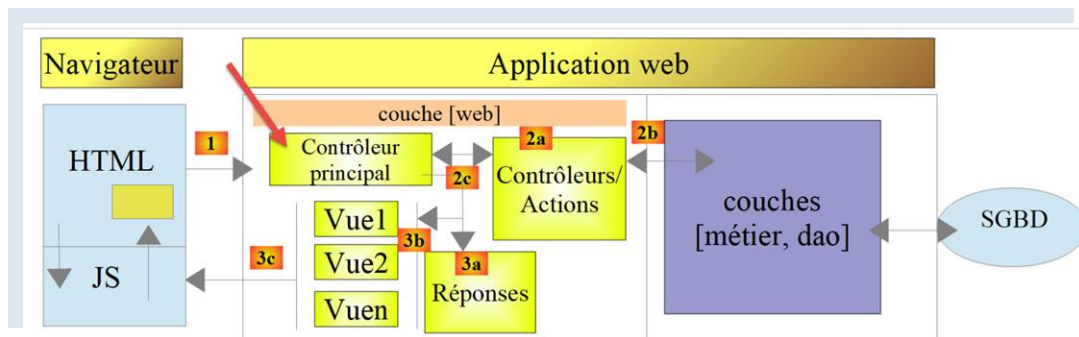 Navigateur
Application web
couche [web]
1
HTML
Contrôleur
principal
2a
2b
2c
Contrôleurs/
Actions
couches
[métier, dao]
SGBD
Vue1
3b
Vue2
3a
Réponses
Vuen
3c
JS